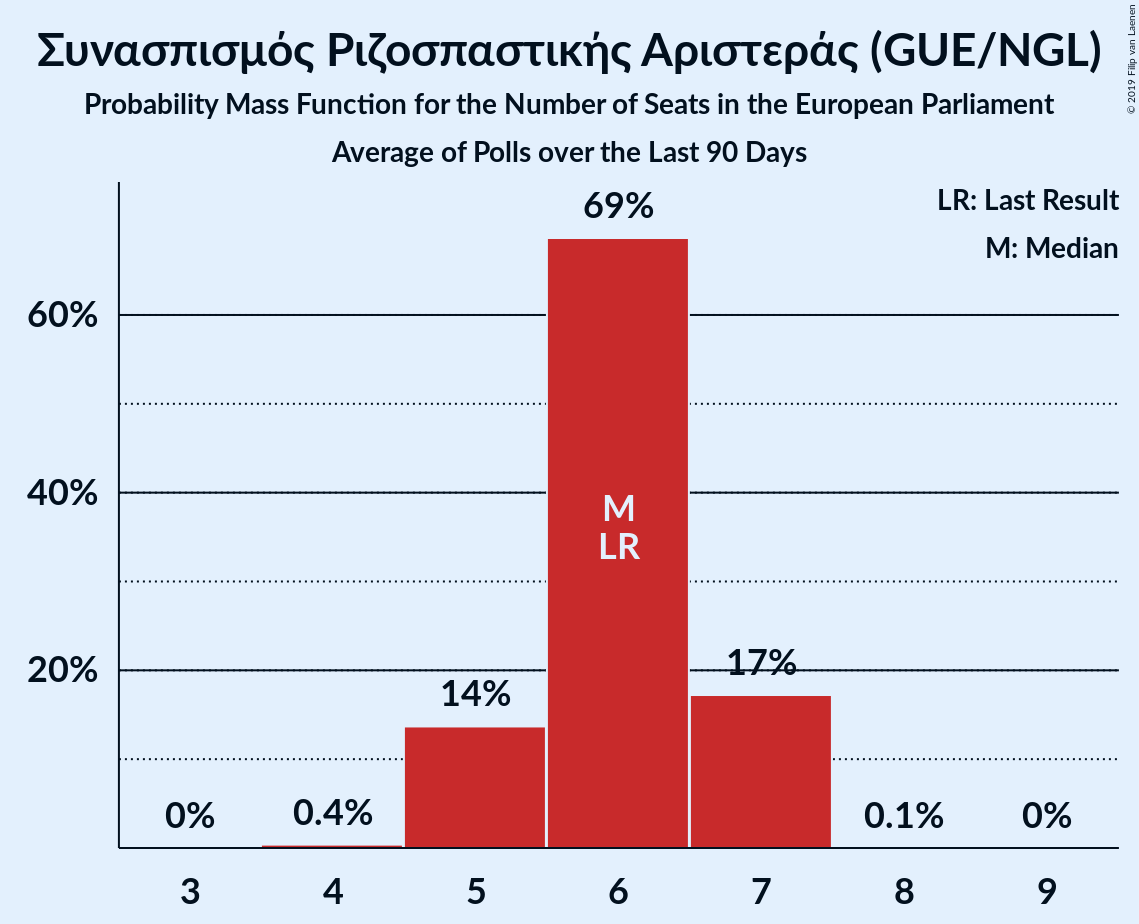 Συνασπισμός Ριζοσπαστικής Αριστεράς (GUE/NGL)
Probability Mass Function for the Number of Seats in the European Parliament
Average of Polls over the Last 90 Days
© 2019 Filip van Laenen
LR: Last Result
M: Median
69%
60%
40%
M
LR
20%
17%
14%
0%
0.4%
0.1%
0%
3
4
5
6
7
8
9